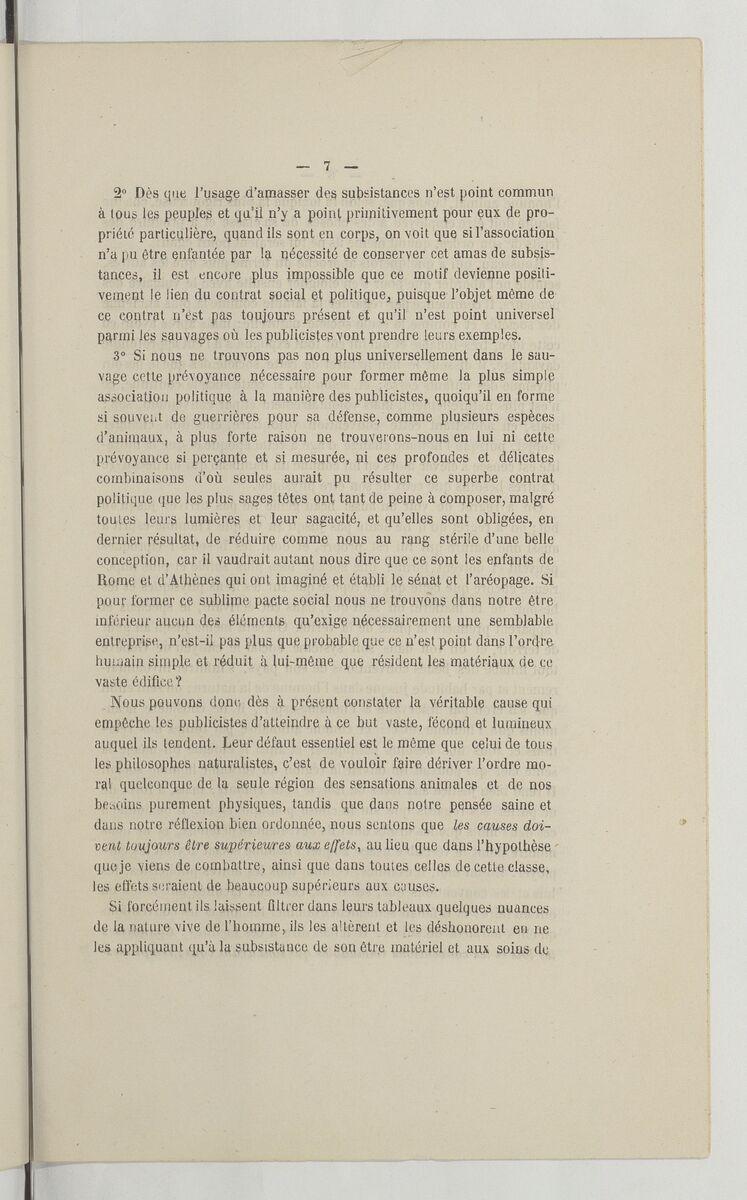 — 7 —
2° Dès que l'usage d'amasser des subsistances n'est point commun
à tous les peuples et qu'il n'y a point primitivement pour eux de pro-
priété particulière, quand ils sont en corps, on voit que si l'association
n'a pu être enfantée par la nécessité de conserver cet amas de subsis-
tances, il est encore plus impossible que ce motif devienne positi-
vement le lien du contrat social et politique, puisque l'objet même de
ce contrat n'est pas toujours présent et qu'il n'est point universel
parmi les sauvages où les publicistes vont prendre leurs exemples.
3° Si nous ne trouvons pas non plus universellement dans le sau-
vage cette prévoyance nécessaire pour former même la plus simple
association politique à la manière des publicistes, quoiqu'il en forme
si souvent de guerrières pour sa défense, comme plusieurs espèces
d'animaux, à plus forte raison ne trouverons-nous en lui ni cette
prévoyance si perçante et si mesurée, ni ces profondes et délicates
combinaisons d'où seules aurait pu résulter ce superbe contrat
politique que les plus sages têtes ont tant de peine à composer, malgré
toutes leurs lumières et leur sagacité, et qu'elles sont obligées, en
dernier résultat, de réduire comme nous au rang stérile d'une belle
conception, car il vaudrait autant nous dire que ce sont les enfants de
Rome et d'Athènes qui ont imaginé et établi le sénat et l'aréopage. Si
pour former ce sublime pacte social nous ne trouvons dans notre être
inférieur aucun des éléments qu'exige nécessairement une semblable
entreprise, n'est-il pas plus que probable que ce n'est point dans l'ordre
humain simple et réduit à lui-même que résident les matériaux de ce
vaste édifice?
Nous pouvons donc dès à présent constater la véritable cause qui
empêche les publicistes d'atteindre à ce but vaste, fécond et lumineux
auquel ils tendent. Leur défaut essentiel est le même que celui de tous
les philosophes naturalistes, c'est de vouloir faire dériver l'ordre mo-
ral quelconque de la seule région des sensations animales et de nos
besoins purement physiques, tandis que dans notre pensée saine et
dans notre réflexion bien ordonnée, nous sentons que les causes doi-
vent toujours être supérieures aux effets, au lieu que dans l'hypothèse
que je viens de combattre, ainsi que dans toutes celles de cette classe,
les effets seraient de beaucoup supérieurs aux causes.
Si forcément ils laissent filtrer dans leurs tableaux quelques nuances
de la nature vive de l'homme, ils les altèrent et les déshonorent en ne
les appliquant qu'à la subsistance de son être matériel et aux soins de